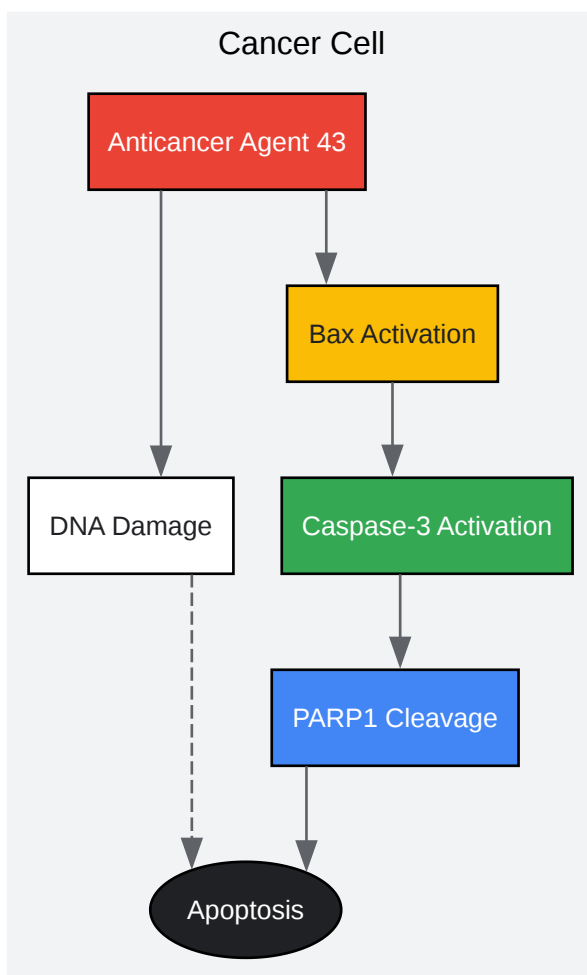 Cancer Cell
Anticancer Agent 43
Bax Activation
DNA Damage
Caspase-3 Activation
PARP1 Cleavage
Apoptosis